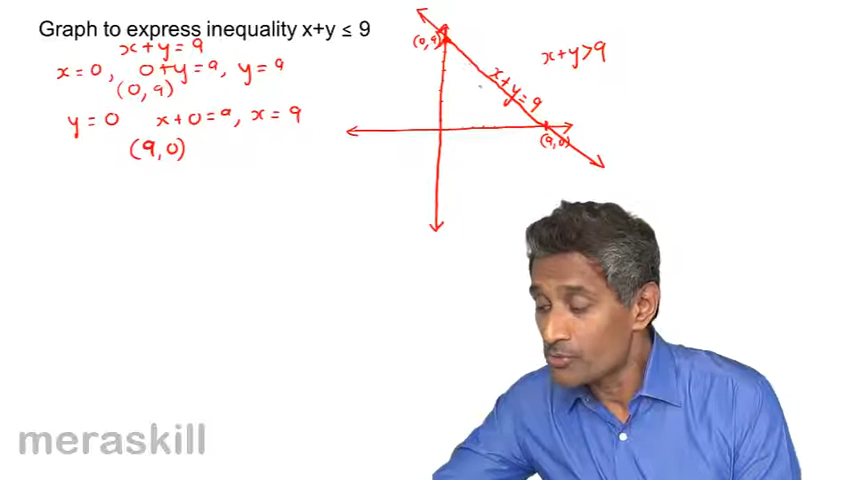 Graph to express inequality x+y ≤ 9
x+y=9
x=0, 0+y=9, y=9
(0,9)
y=0 x+0=9, x=9
(9,0)
(0,9)
x+y>9
x+y=9
(9,0)
meraskill